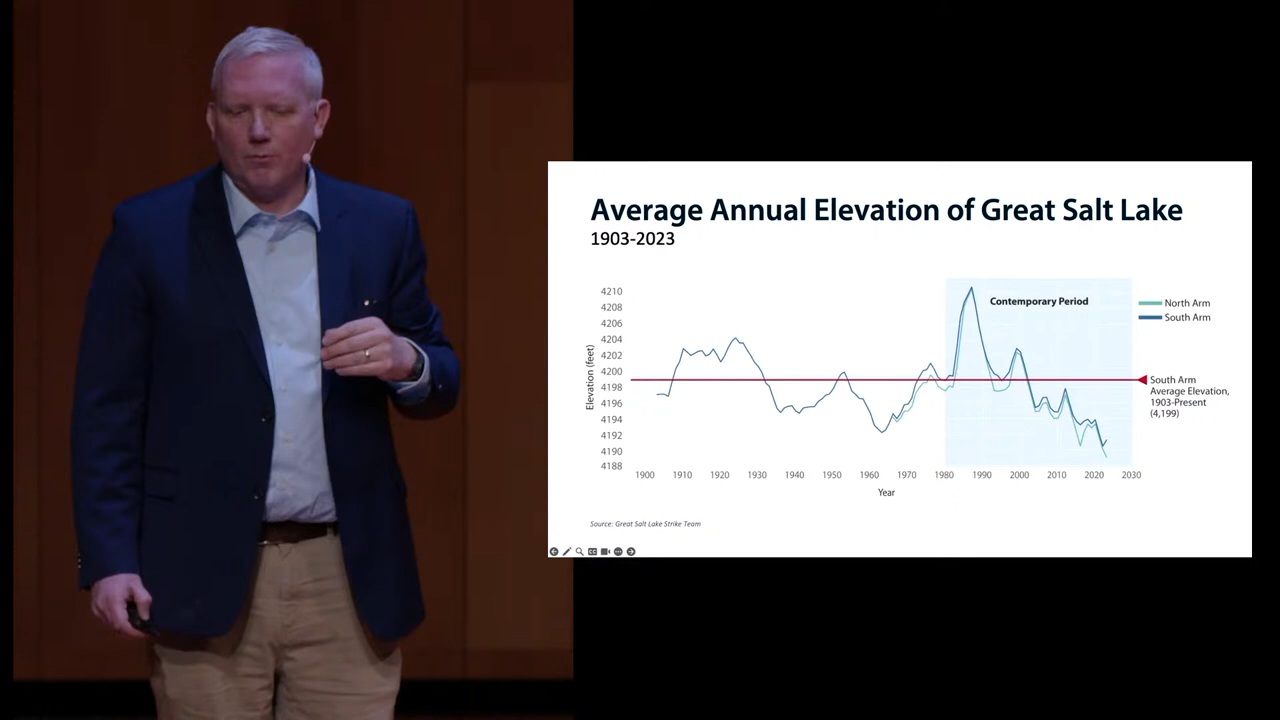 Average Annual Elevation of Great Salt Lake
1903-2023
4210
4208
4206
4204
4202
4200
4198
4196
4194
4192
4190
4188
Elevation (feet)
Contemporary Period
North Arm
South Arm
South Arm
Average Elevation,
1903-Present
(4,199)
1900 1910 1920 1930 1940 1950 1960 1970 1980 1990 2000 2010 2020 2030
Year
Source: Great Salt Lake Strike Team